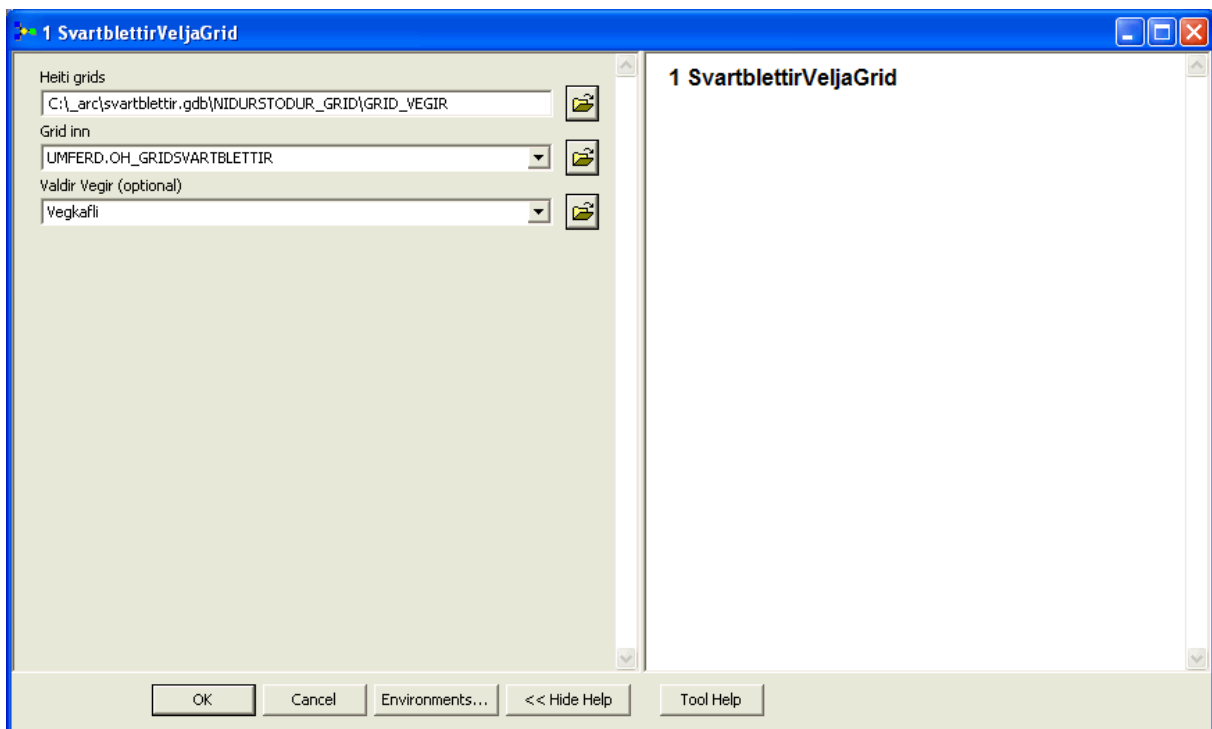 1 SvartblettirVeljaGrid
Heiti grids
C:\_arc\svartblettir.gdb\NIDURSTODUR_GRID\GRID_VEGIR
Grid inn
UMFERD.OH_GRIDSVARTBLETTIR
Valdir Vegir (optional)
Vegkafli
1 SvartblettirVeljaGrid
OK Cancel Environments... << Hide Help Tool Help